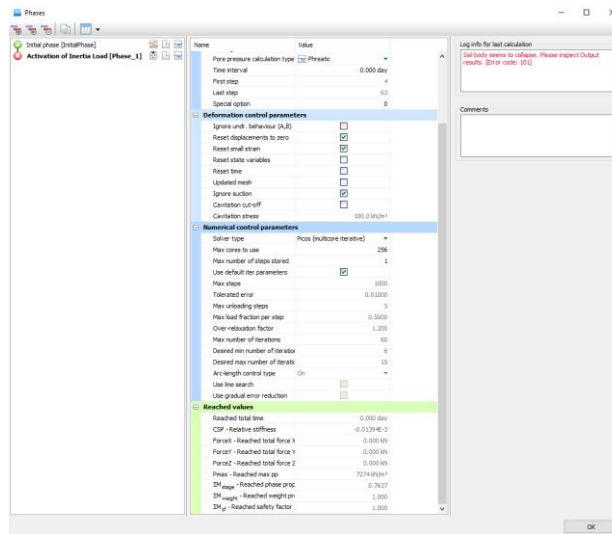 Phases
Initial phase [InitialPhase]
Activation of Inertia Load [Phase_1]
Name Value
Pore pressure calculation type Phreatic
Time interval 0.000 day
First step 4
Last step 63
Special option 0
Deformation control parameters
Ignore undr. behaviour (A,B)
Reset displacements to zero
Reset small strain
Reset state variables
Reset time
Updated mesh
Ignore suction
Cavitation cut-off
Cavitation stress 100.0 kN/m²
Numerical control parameters
Solver type Picos (multicore iterative)
Max cores to use 256
Max number of steps stored 1
Use default iter parameters
Max steps 1000
Tolerated error 0.01000
Max unloading steps 5
Max load fraction per step 0.5000
Over-relaxation factor 1.200
Max number of iterations 60
Desired min number of iteratior 6
Desired max number of iteratic 15
Arc-length control type On
Use line search
Use gradual error reduction
Reached values
Reached total time 0.000 day
CSP - Relative stiffness -0.01394E-3
ForceX - Reached total force X 0.000 kN
ForceY - Reached total force Y 0.000 kN
ForceZ - Reached total force Z 0.000 kN
Pmax - Reached max pp 7274 kN/m²
ΣM stage - Reached phase prop 0.7637
ΣM weight - Reached weight pro 1.000
ΣM sf - Reached safety factor 1.000
Log info for last calculation
Soil body seems to collapse. Please inspect Output
results. [Error code: 101]
Comments
OK